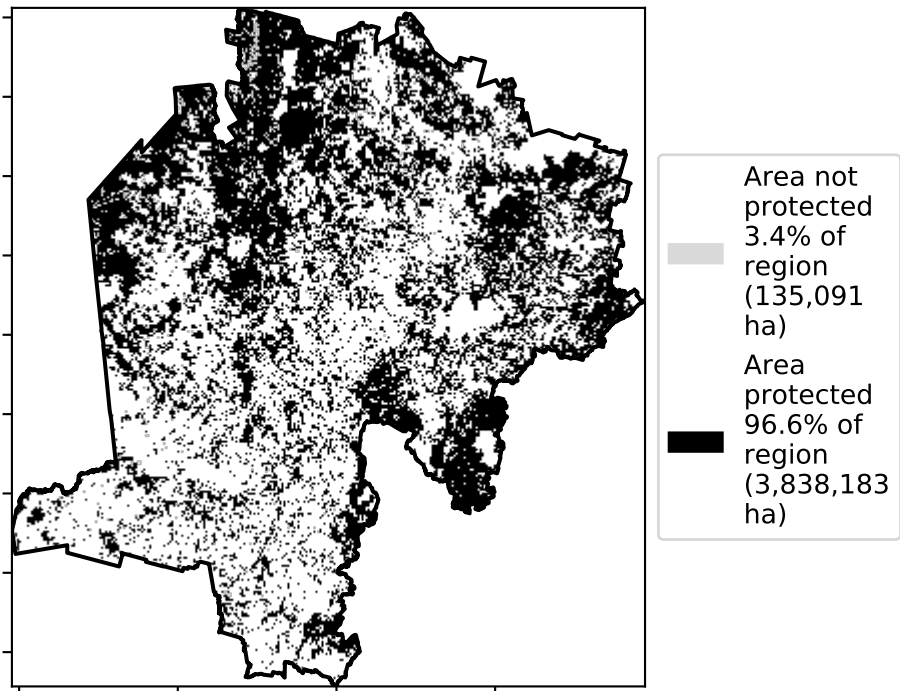 Area not
protected
3.4% of
region
(135,091
ha)
Area
protected
96.6% of
region
(3,838,183
ha)